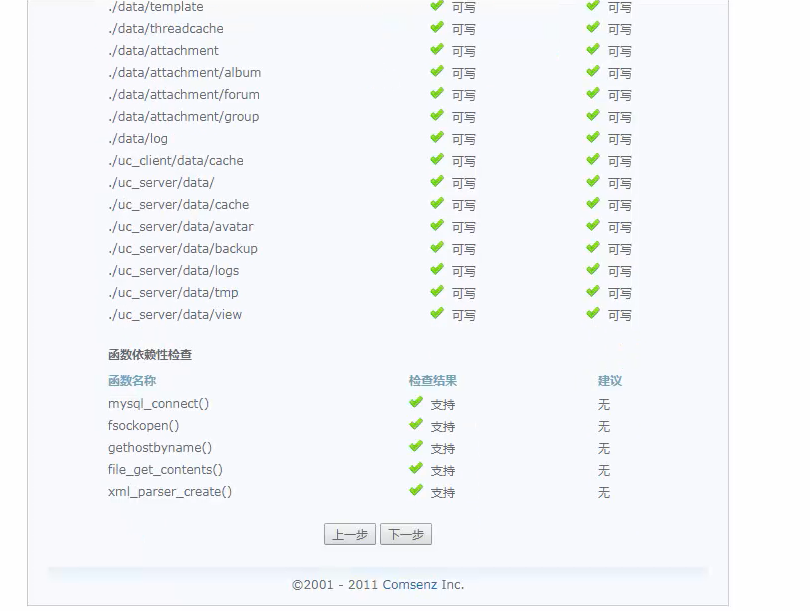 ./data/template 可写 可写
./data/threadcache 可写 可写
./data/attachment 可写 可写
./data/attachment/album 可写 可写
./data/attachment/forum 可写 可写
./data/attachment/group 可写 可写
./data/log 可写 可写
./uc_client/data/cache 可写 可写
./uc_server/data/ 可写 可写
./uc_server/data/cache 可写 可写
./uc_server/data/avatar 可写 可写
./uc_server/data/backup 可写 可写
./uc_server/data/logs 可写 可写
./uc_server/data/tmp 可写 可写
./uc_server/data/view 可写 可写
函数依赖性检查
函数名称 检查结果 建议
mysql_connect() 支持 无
fsockopen() 支持 无
gethostbyname() 支持 无
file_get_contents() 支持 无
xml_parser_create() 支持 无
上一步 下一步
©2001 - 2011 Comsenz Inc.